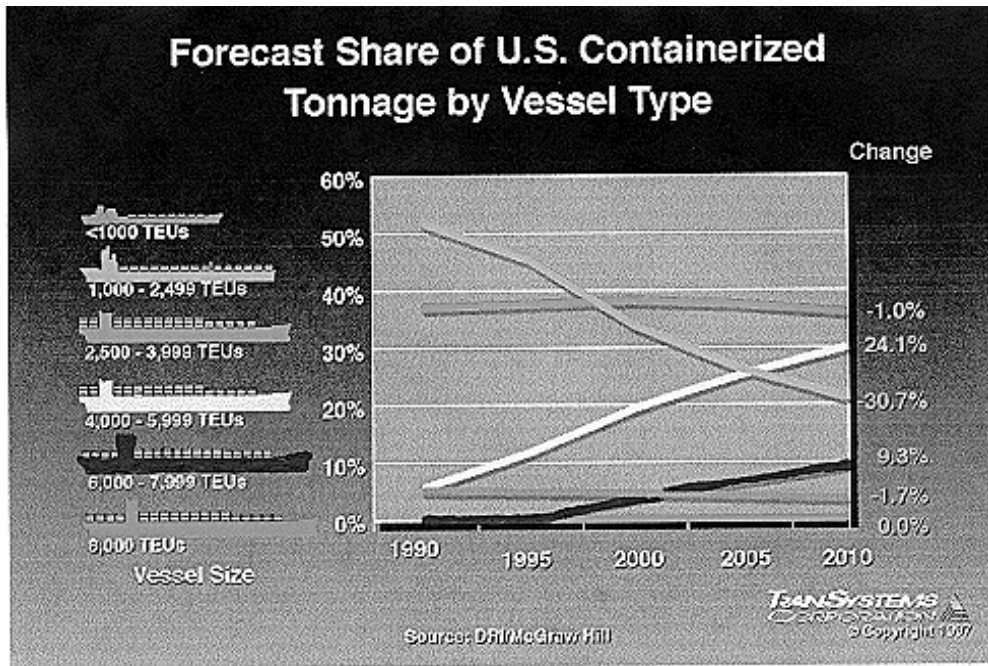 Forecast Share of U.S. Containerized
Tonnage by Vessel Type
Change
60%
50%
40%
30%
20%
10%
0%
<1000 TEUs
1,000 - 2,499 TEUs
2,500 - 3,999 TEUs
4,000 - 5,999 TEUs
6,000 - 7,999 TEUs
8,000 TEUs
Vessel Size
-1.0%
24.1%
-30.7%
9.3%
-1.7%
0.0%
1990
1995
2000
2005
2010
TRANSYSTEMS
CORPORATION
© Copyright 1997
Source: DRI/McGraw Hill